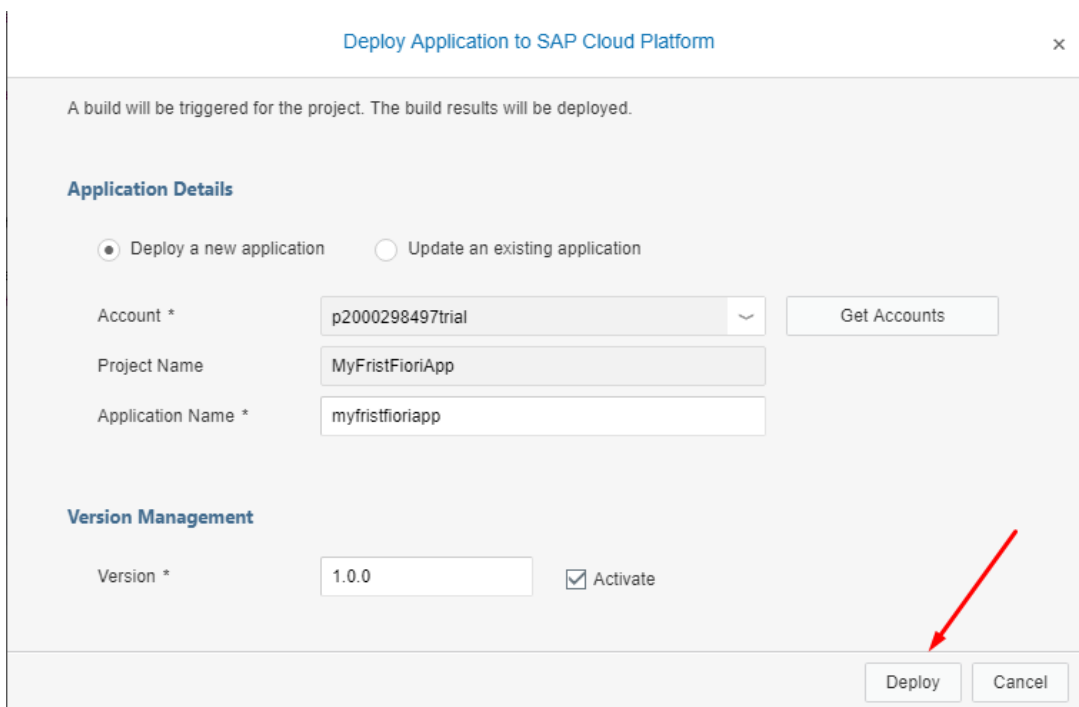 Deploy Application to SAP Cloud Platform
A build will be triggered for the project. The build results will be deployed.
Application Details
Deploy a new application Update an existing application
Account * p2000298497trial Get Accounts
Project Name MyFristFioriApp
Application Name * myfristfioriapp
Version Management
Version * 1.0.0 Activate
Deploy Cancel